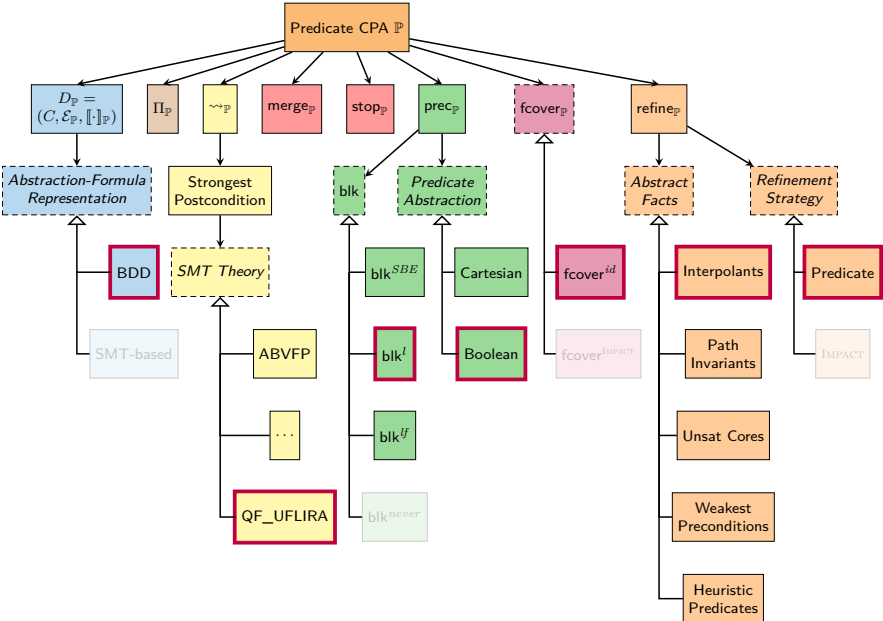 Predicate CPA ℙ
D_ℙ =
(C, ℰ_ℙ, ⟦·⟧_ℙ)
Π_ℙ
⇝_ℙ
merge_ℙ
stop_ℙ
prec_ℙ
fcover_ℙ
refine_ℙ
Abstraction-Formula
Representation
Strongest
Postcondition
blk
Predicate
Abstraction
Abstract
Facts
Refinement
Strategy
BDD
SMT Theory
blk^SBE
Cartesian
fcover^id
Interpolants
Predicate
SMT-based
ABVFP
blk^l
Boolean
fcover^IMPACT
Path
Invariants
IMPACT
...
blk^lf
Unsat Cores
QF_UFLIRA
blk^never
Weakest
Preconditions
Heuristic
Predicates